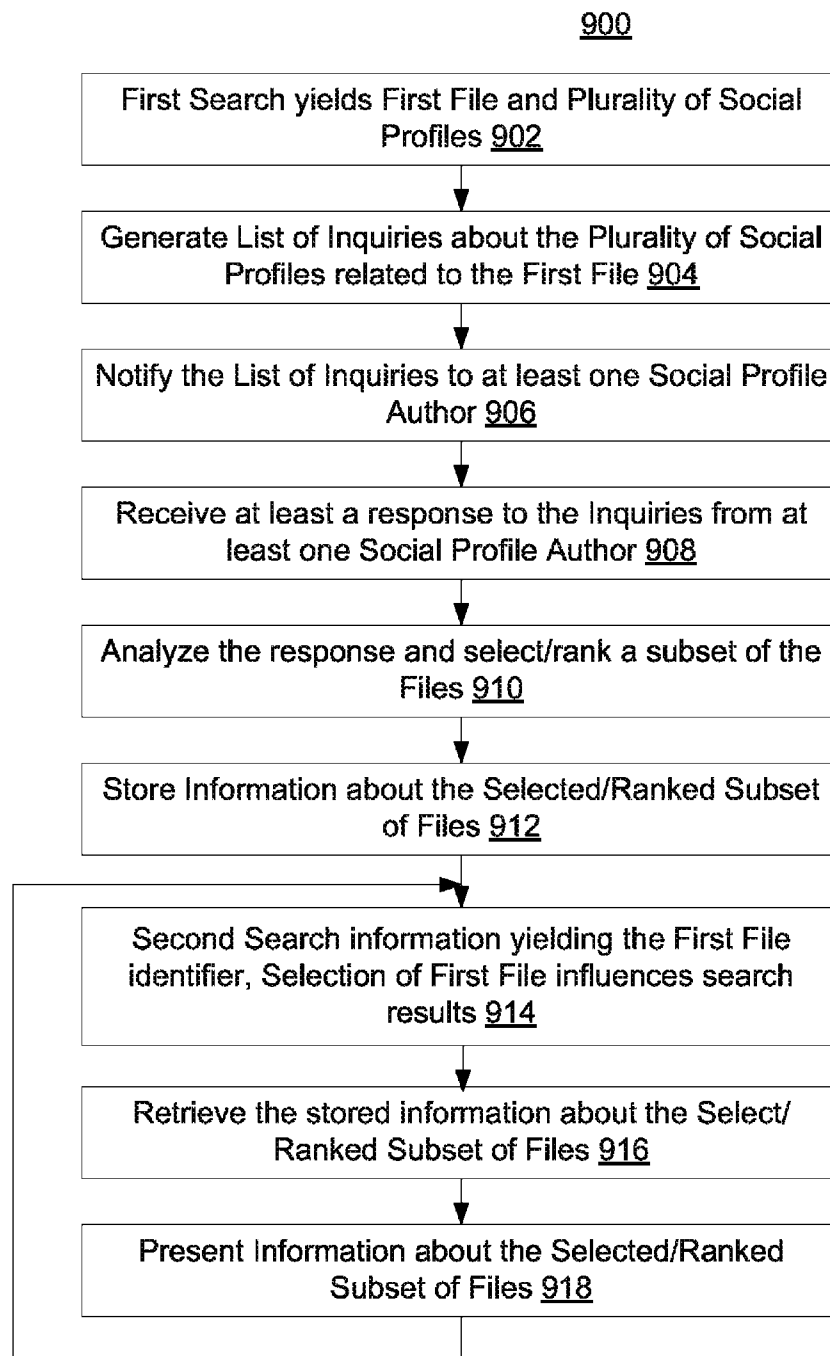 900
First Search yields First File and Plurality of Social
Profiles 902
Generate List of Inquiries about the Plurality of Social
Profiles related to the First File 904
Notify the List of Inquiries to at least one Social Profile
Author 906
Receive at least a response to the Inquiries from at
least one Social Profile Author 908
Analyze the response and select/rank a subset of the
Files 910
Store Information about the Selected/Ranked Subset
of Files 912
Second Search information yielding the First File
identifier, Selection of First File influences search
results 914
Retrieve the stored information about the Select/
Ranked Subset of Files 916
Present Information about the Selected/Ranked
Subset of Files 918